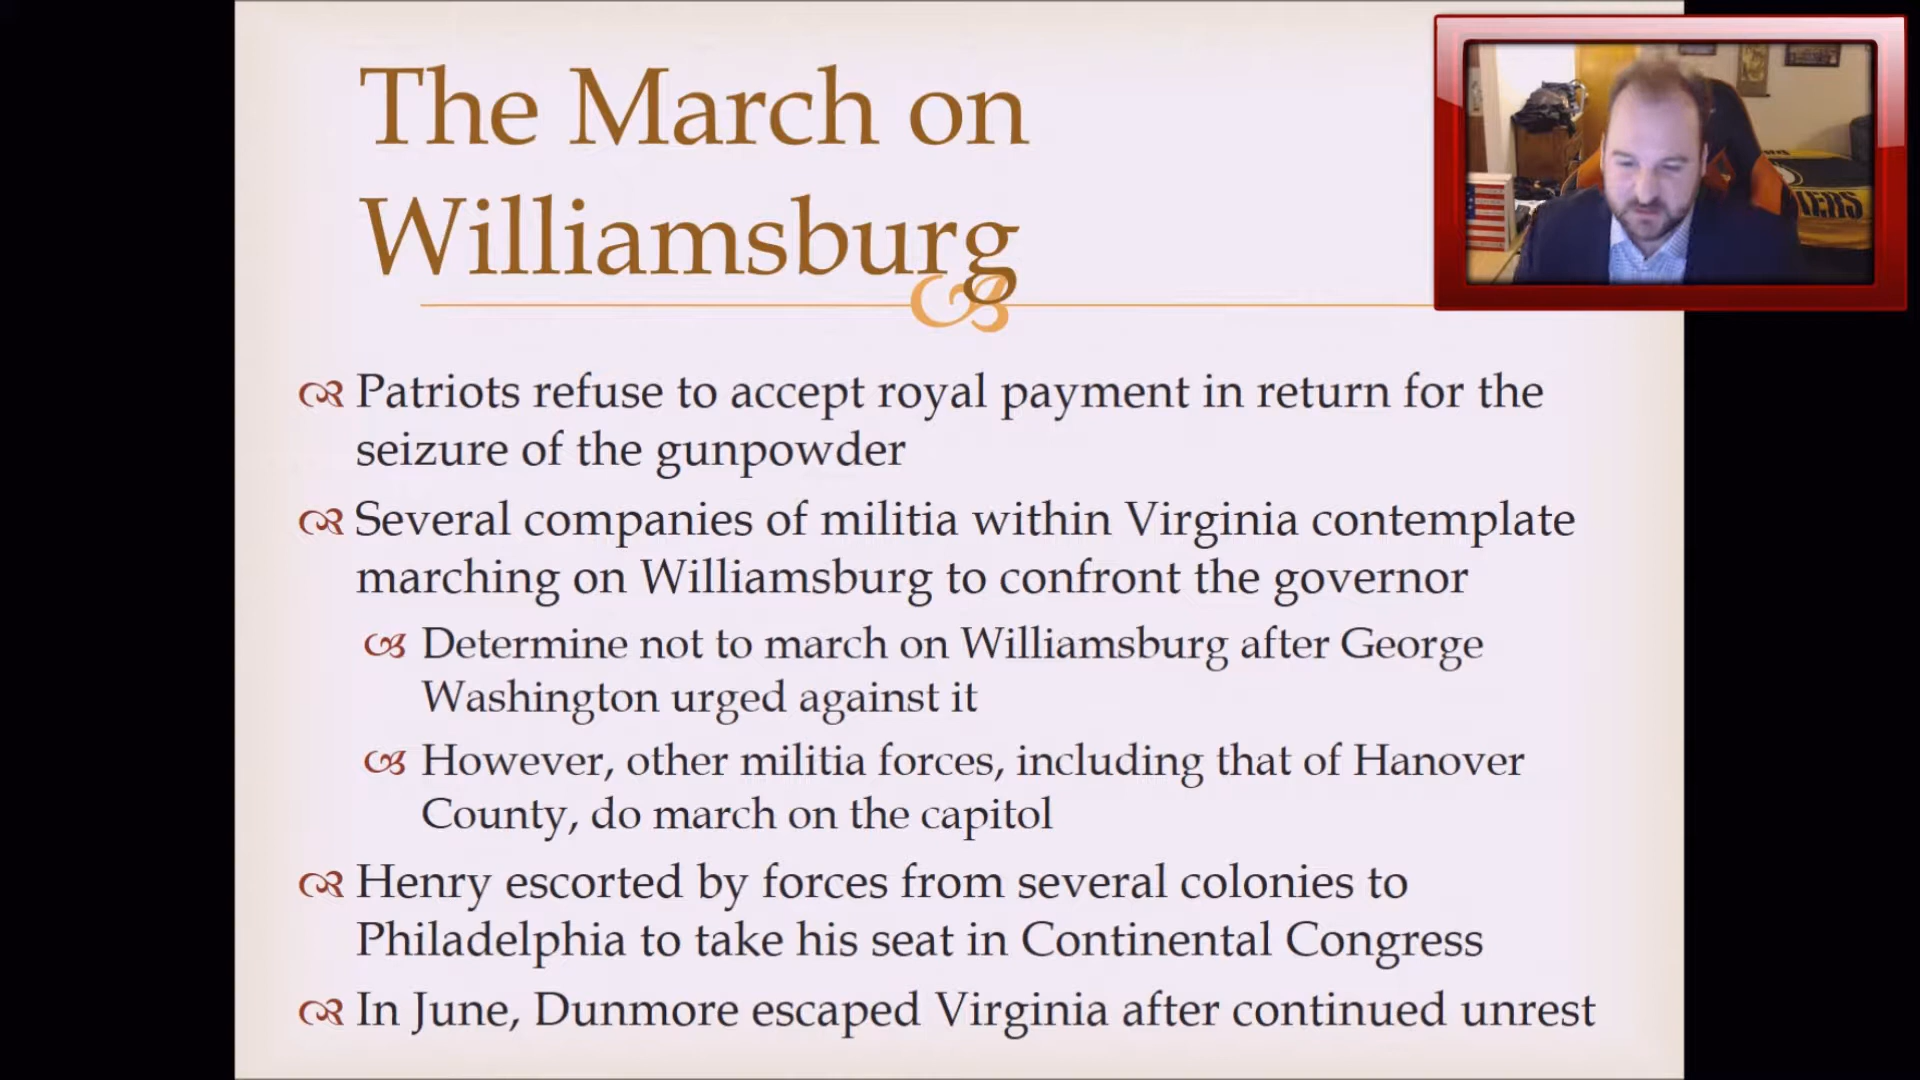 The March on
Williamsburg
Patriots refuse to accept royal payment in return for the
seizure of the gunpowder
Several companies of militia within Virginia contemplate
marching on Williamsburg to confront the governor
Determine not to march on Williamsburg after George
Washington urged against it
However, other militia forces, including that of Hanover
County, do march on the capitol
Henry escorted by forces from several colonies to
Philadelphia to take his seat in Continental Congress
In June, Dunmore escaped Virginia after continued unrest